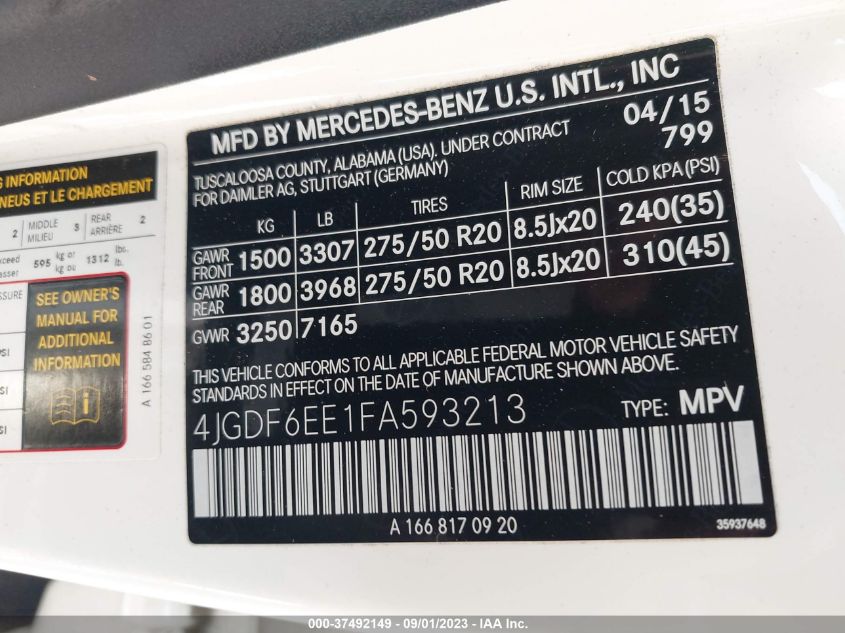 MFD BY MERCEDES-BENZ U.S. INTL., INC
04/15
TUSCALOOSA COUNTY, ALABAMA (USA). UNDER CONTRACT
799
FOR DAIMLER AG, STUTTGART (GERMANY)
KG LB TIRES RIM SIZE COLD KPA (PSI)
GAWR FRONT 1500 3307 275/50 R20 8.5Jx20 240(35)
GAWR REAR 1800 3968 275/50 R20 8.5Jx20 310(45)
GVWR 3250 7165
THIS VEHICLE CONFORMS TO ALL APPLICABLE FEDERAL MOTOR VEHICLE SAFETY
STANDARDS IN EFFECT ON THE DATE OF MANUFACTURE SHOWN ABOVE.
4JGDF6EE1FA593213 TYPE: MPV
A 166 817 09 20
35937648
INFORMATION
NEUS ET LE CHARGEMENT
2 MIDDLE MILIEU 3 REAR ARRIÈRE 2
595 kg or kg ou 1312 lbs. lb.
SEE OWNER'S
MANUAL FOR
ADDITIONAL
INFORMATION
A 166 584 86 01
000-37492149 - 09/01/2023 - IAA Inc.